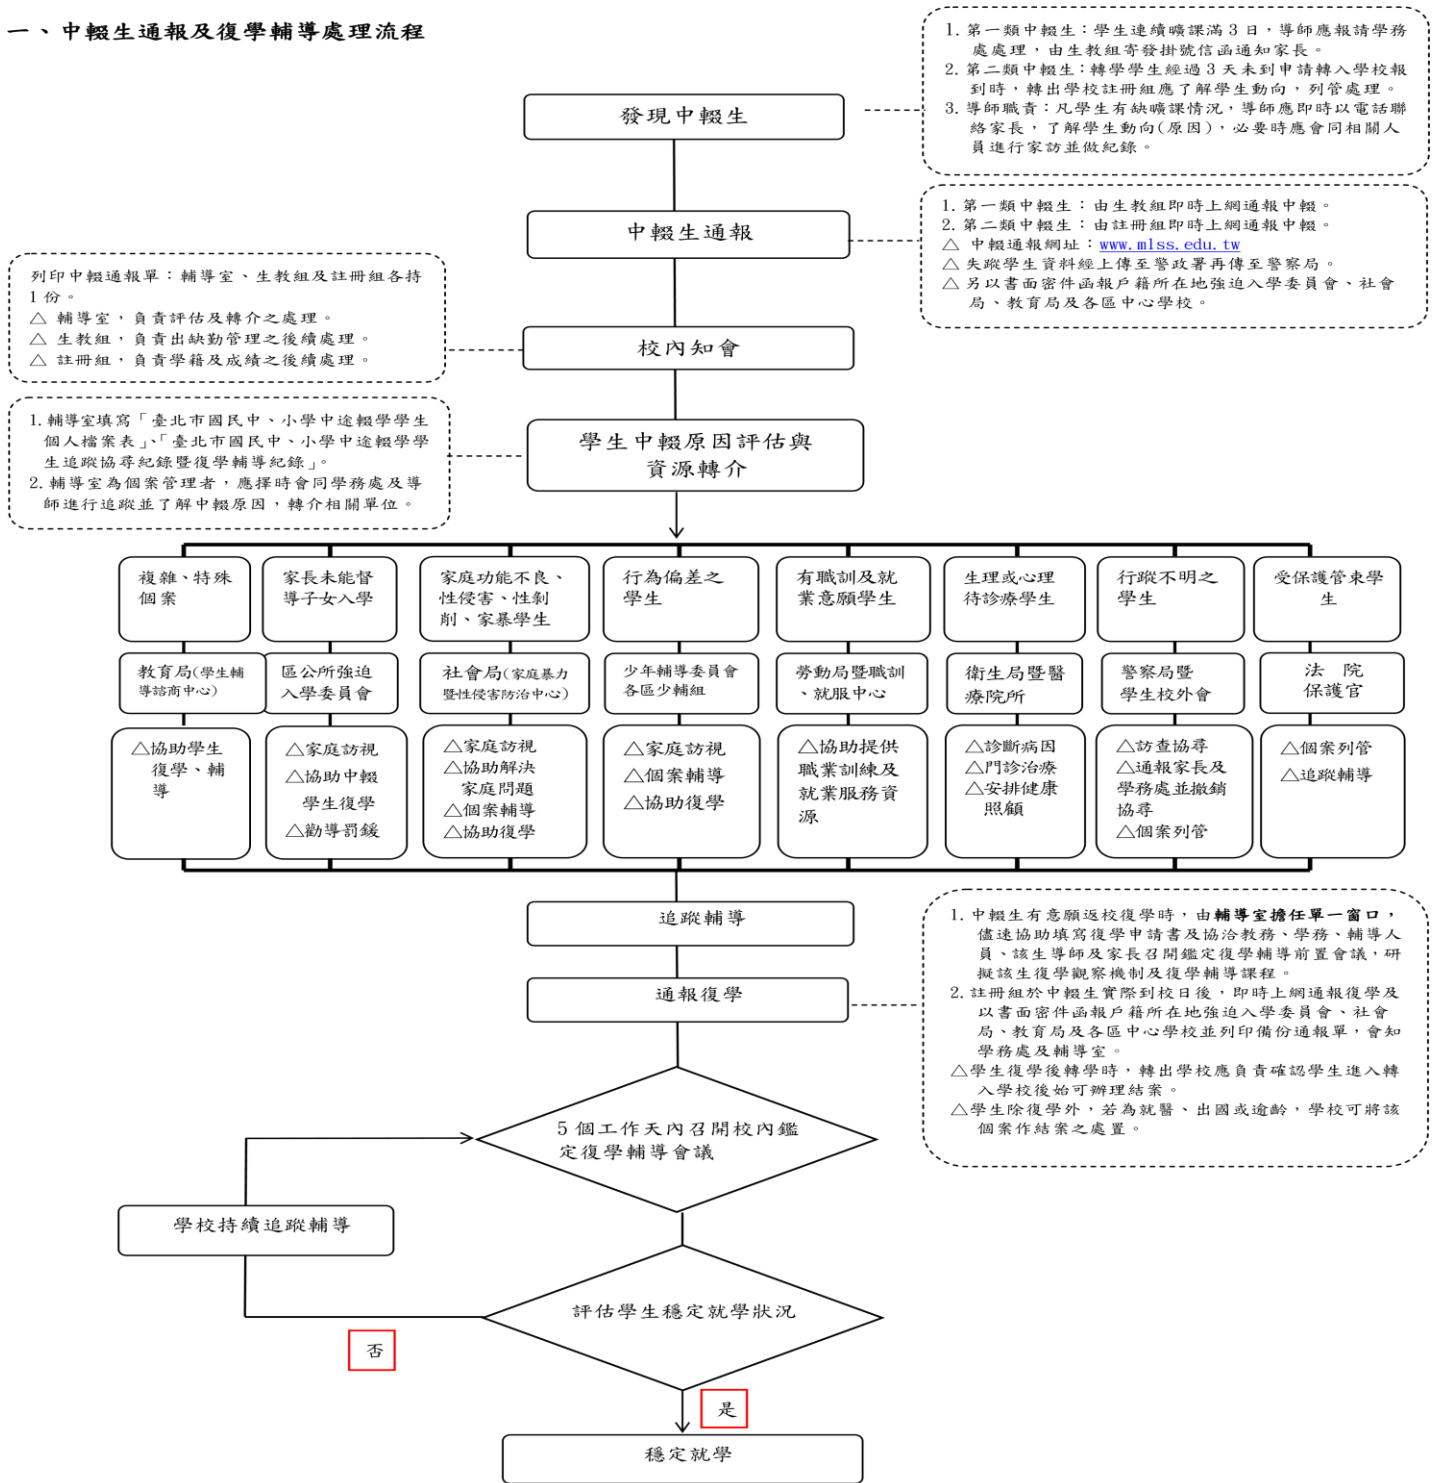 一、中輟生通報及復學輔導處理流程
1. 第一類中輟生：學生連續曠課滿 3 日，導師應報請學務
處處理，由生教組寄發掛號信函通知家長。
2. 第二類中輟生：轉學學生經過 3 天未到申請轉入學校報
到時，轉出學校註冊組應了解學生動向，列管處理。
3. 導師職責：凡學生有缺曠課情況，導師應即時以電話聯
絡家長，了解學生動向(原因)，必要時應會同相關人
員進行家訪並做紀錄。
發現中輟生
1. 第一類中輟生：由生教組即時上網通報中輟。
2. 第二類中輟生：由註冊組即時上網通報中輟。
△ 中輟通報網址：www.mlss.edu.tw
△ 失蹤學生資料經上傳至警政署再傳至警察局。
△ 另以書面密件函報戶籍所在地強迫入學委員會、社會
局、教育局及各區中心學校。
中輟生通報
列印中輟通報單：輔導室、生教組及註冊組各持
1 份。
△ 輔導室，負責評估及轉介之處理。
△ 生教組，負責出缺勤管理之後續處理。
△ 註冊組，負責學籍及成績之後續處理。
校內知會
1. 輔導室填寫「臺北市國民中、小學中途輟學學生
個人檔案表」、「臺北市國民中、小學中途輟學學
生追蹤協尋紀錄暨復學輔導紀錄」。
2. 輔導室為個案管理者，應擇時會同學務處及導
師進行追蹤並了解中輟原因，轉介相關單位。
學生中輟原因評估與
資源轉介
複雜、特殊
個案
家長未能督
導子女入學
家庭功能不良、
性侵害、性剝
削、家暴學生
行為偏差之
學生
有職訓及就
業意願學生
生理或心理
待診療學生
行蹤不明之
學生
受保護管束學
生
教育局(學生輔
導諮商中心)
區公所強迫
入學委員會
社會局(家庭暴力
暨性侵害防治中心)
少年輔導委員會
各區少輔組
勞動局暨職訓
、就服中心
衛生局暨醫
療院所
警察局暨
學生校外會
法 院
保護官
△協助學生
復學、輔
導
△家庭訪視
△協助中輟
學生復學
△勸導罰鍰
△家庭訪視
△協助解決
家庭問題
△個案輔導
△協助復學
△家庭訪視
△個案輔導
△協助復學
△協助提供
職業訓練及
就業服務資
源
△診斷病因
△門診治療
△安排健康
照顧
△訪查協尋
△通報家長及
學務處並撤銷
協尋
△個案列管
△個案列管
△追蹤輔導
追蹤輔導
通報復學
1. 中輟生有意願返校復學時，由輔導室擔任單一窗口，
儘速協助填寫復學申請書及協洽教務、學務、輔導人
員、該生導師及家長召開鑑定復學輔導前置會議，研
擬該生復學觀察機制及復學輔導課程。
2. 註冊組於中輟生實際到校日後，即時上網通報復學及
以書面密件函報戶籍所在地強迫入學委員會、社會
局、教育局及各區中心學校並列印備份通報單，會知
學務處及輔導室。
△學生復學後轉學時，轉出學校應負責確認學生進入轉
入學校後始可辦理結案。
△學生除復學外，若為就醫、出國或逾齡，學校可將該
個案作結案之處置。
5 個工作天內召開校內鑑
定復學輔導會議
學校持續追蹤輔導
評估學生穩定就學狀況
否
是
穩定就學